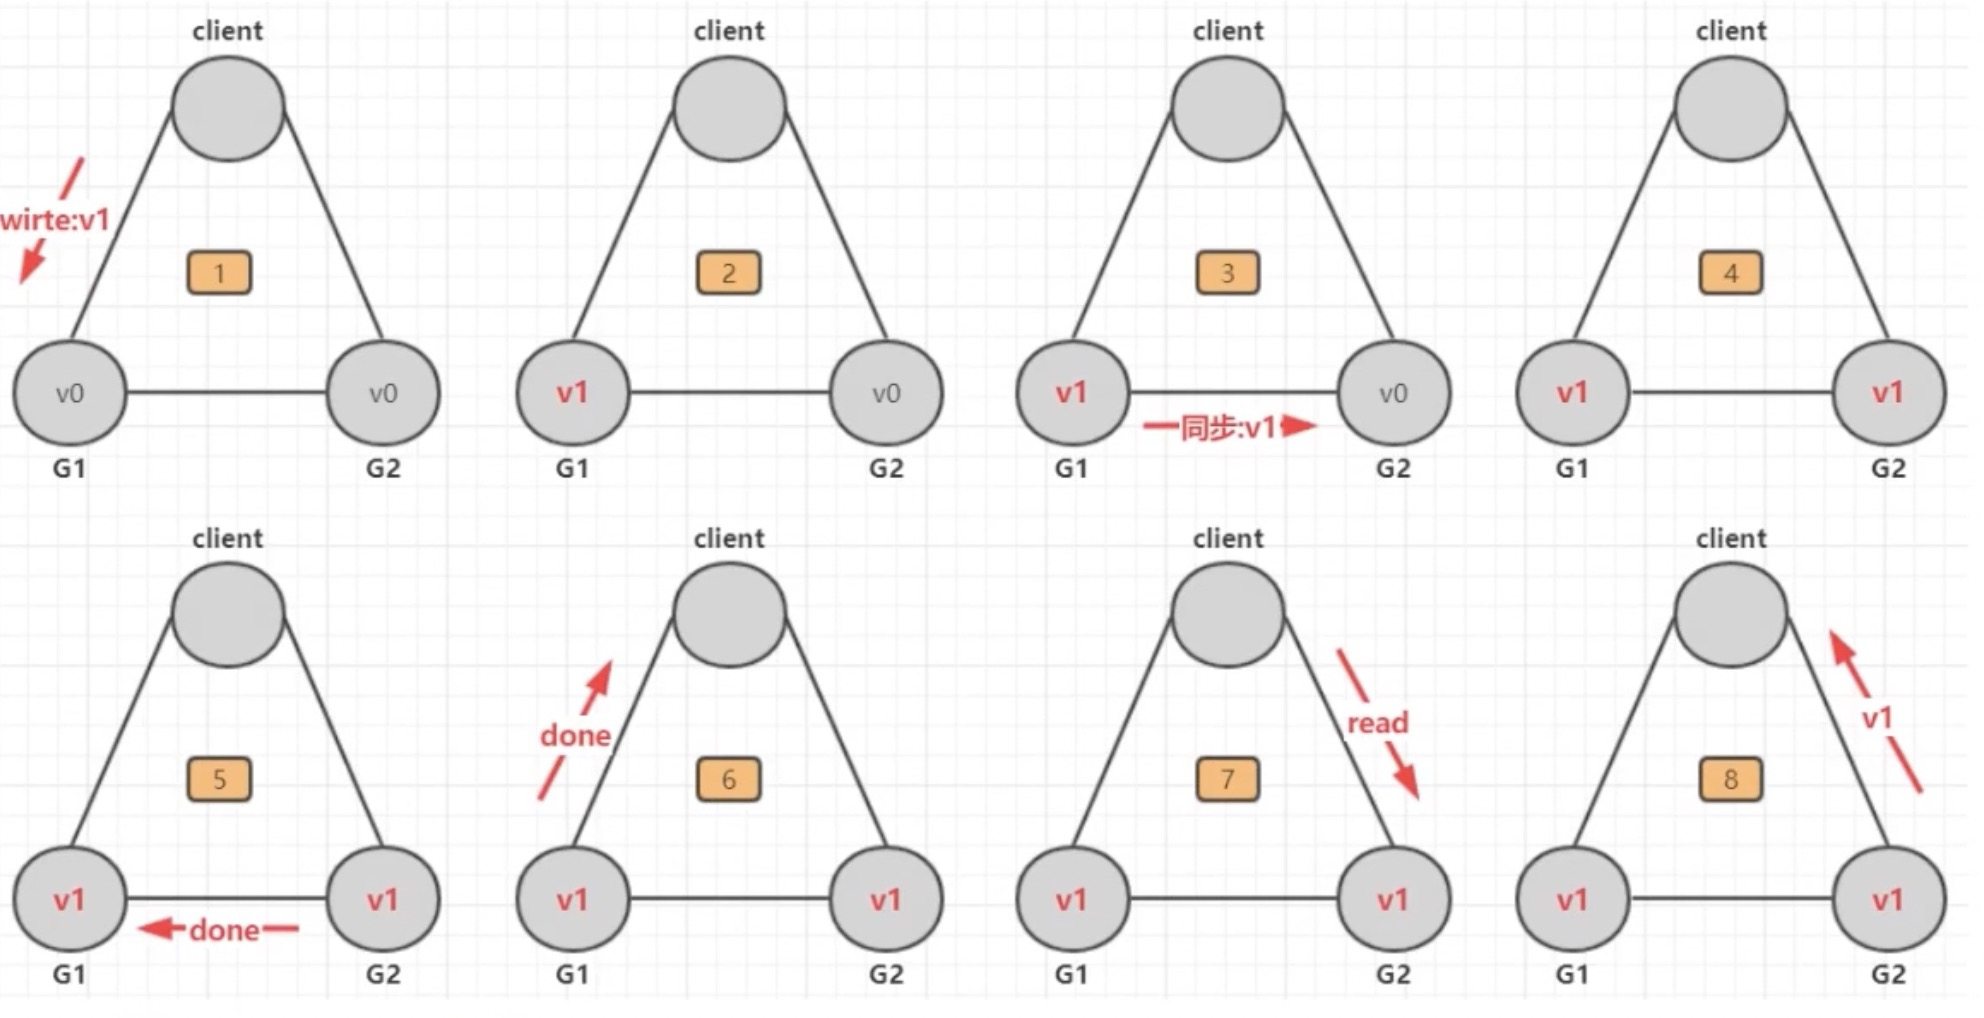 client
wirte:v1
1
v0
v0
G1
G2
client
2
v1
v0
G1
G2
client
3
v1
v0
同步:v1
G1
G2
client
4
v1
v1
G1
G2
client
5
v1
v1
done
G1
G2
client
done
6
v1
v1
G1
G2
client
read
7
v1
v1
G1
G2
client
v1
8
v1
v1
G1
G2